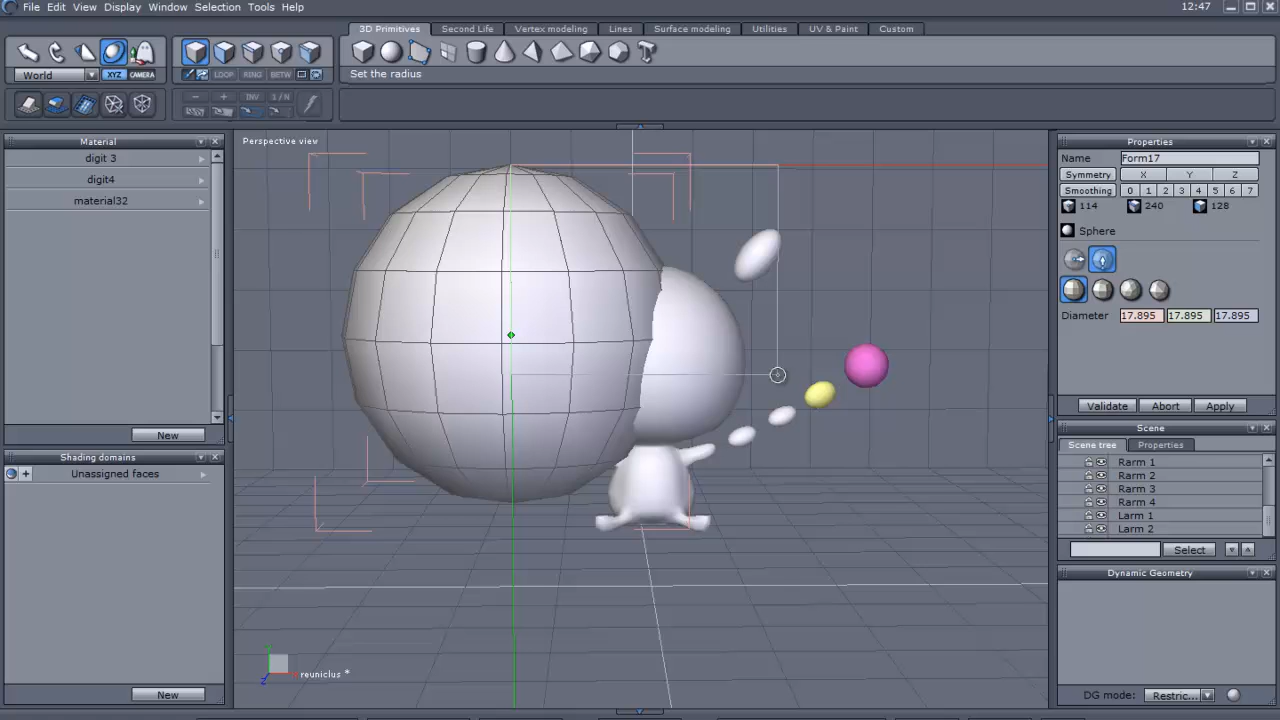 File Edit View Display Window Selection Tools Help 12:47
3D Primitives Second Life Vertex modeling Lines Surface modeling Utilities UV & Paint Custom
World XYZ CAMERA LOOP RING BETW
Set the radius
− + INV 1 / N
Material
digit 3
digit4
material32
New
Shading domains
Unassigned faces
New
Perspective view
reuniclus *
Properties
Name Form17
Symmetry X Y Z
Smoothing 0 1 2 3 4 5 6 7
114 240 128
Sphere
Diameter 17.895 17.895 17.895
Validate Abort Apply
Scene
Scene tree Properties
Rarm 1
Rarm 2
Rarm 3
Rarm 4
Larm 1
Larm 2
Select
Dynamic Geometry
DG mode: Restric...